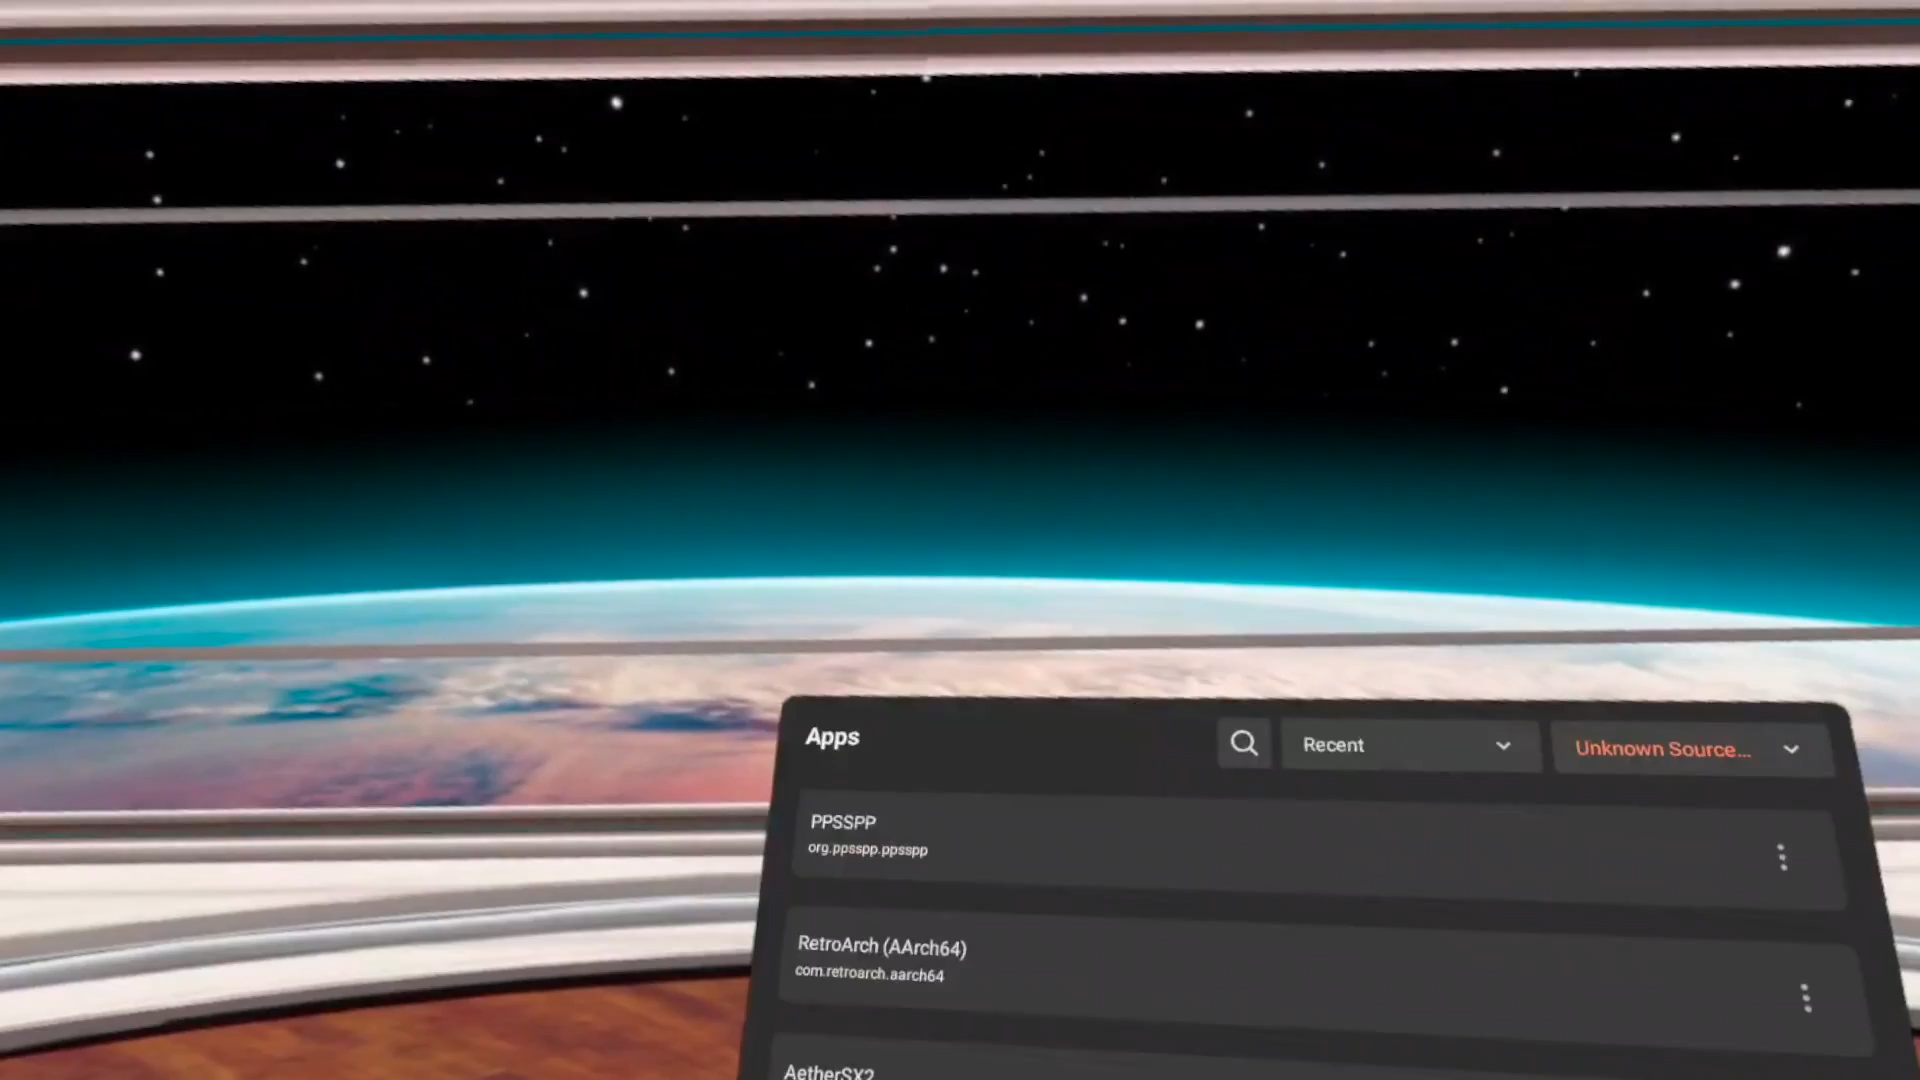 Apps
Recent
Unknown Source...
PPSSPP
org.ppsspp.ppsspp
RetroArch (AArch64)
com.retroarch.aarch64
AetherSX2